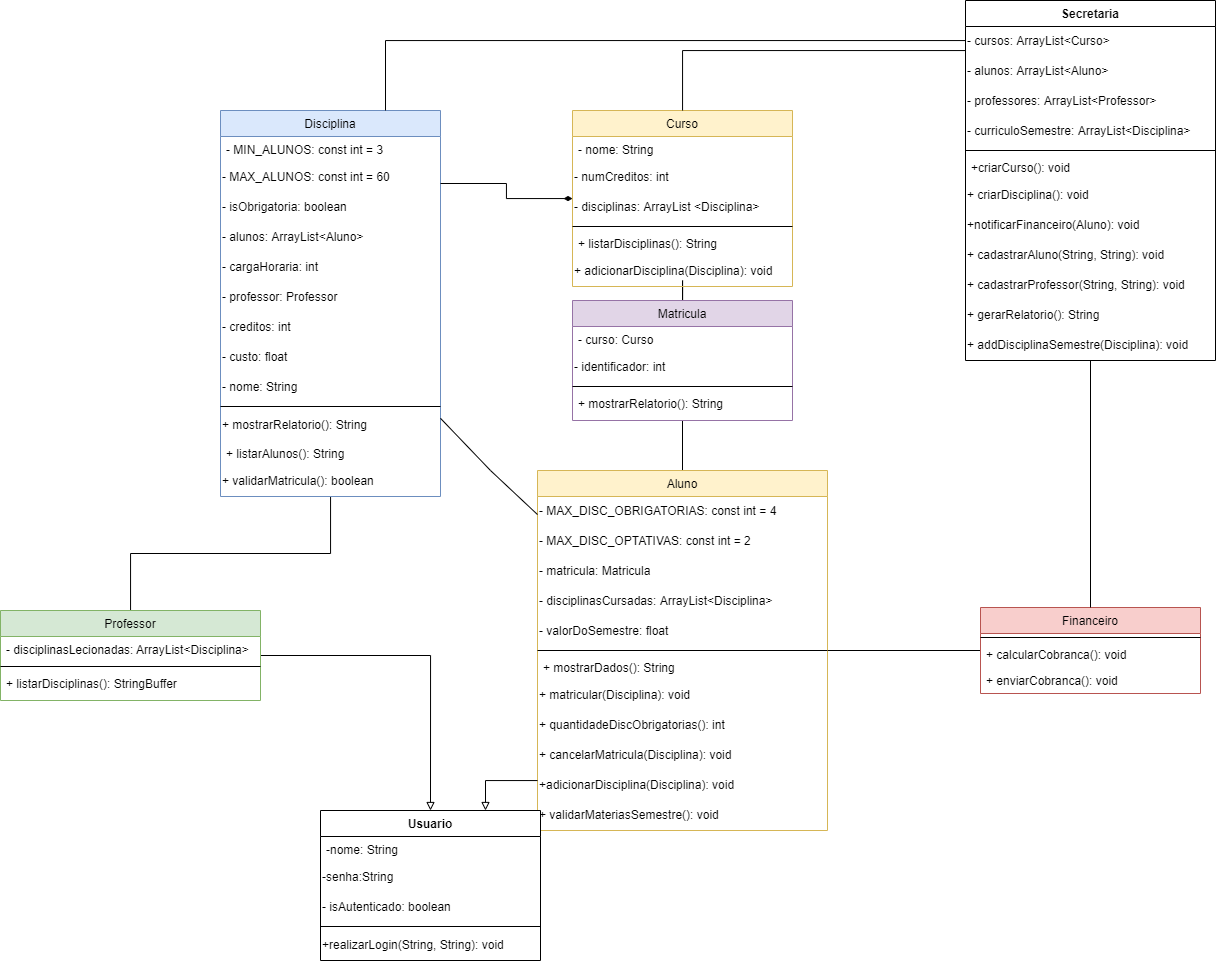 Secretaria
- cursos: ArrayList<Curso>
- alunos: ArrayList<Aluno>
- professores: ArrayList<Professor>
- curriculoSemestre: ArrayList<Disciplina>
+criarCurso(): void
+ criarDisciplina(): void
+notificarFinanceiro(Aluno): void
+ cadastrarAluno(String, String): void
+ cadastrarProfessor(String, String): void
+ gerarRelatorio(): String
+ addDisciplinaSemestre(Disciplina): void
Disciplina
- MIN_ALUNOS: const int = 3
- MAX_ALUNOS: const int = 60
- isObrigatoria: boolean
- alunos: ArrayList<Aluno>
- cargaHoraria: int
- professor: Professor
- creditos: int
- custo: float
- nome: String
+ mostrarRelatorio(): String
+ listarAlunos(): String
+ validarMatricula(): boolean
Curso
- nome: String
- numCreditos: int
- disciplinas: ArrayList <Disciplina>
+ listarDisciplinas(): String
+ adicionarDisciplina(Disciplina): void
Matricula
- curso: Curso
- identificador: int
+ mostrarRelatorio(): String
Aluno
- MAX_DISC_OBRIGATORIAS: const int = 4
- MAX_DISC_OPTATIVAS: const int = 2
- matricula: Matricula
- disciplinasCursadas: ArrayList<Disciplina>
- valorDoSemestre: float
+ mostrarDados(): String
+ matricular(Disciplina): void
+ quantidadeDiscObrigatorias(): int
+ cancelarMatricula(Disciplina): void
+adicionarDisciplina(Disciplina): void
+ validarMateriasSemestre(): void
Professor
- disciplinasLecionadas: ArrayList<Disciplina>
+ listarDisciplinas(): StringBuffer
Financeiro
+ calcularCobranca(): void
+ enviarCobranca(): void
Usuario
-nome: String
-senha:String
- isAutenticado: boolean
+realizarLogin(String, String): void